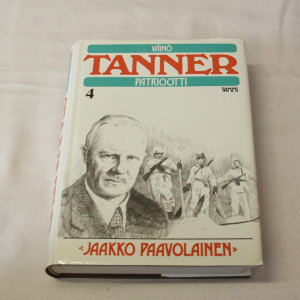 VÄINÖ
TANNER
PATRIOOTTI
4
TAMMI
JAAKKO PAAVOLAINEN